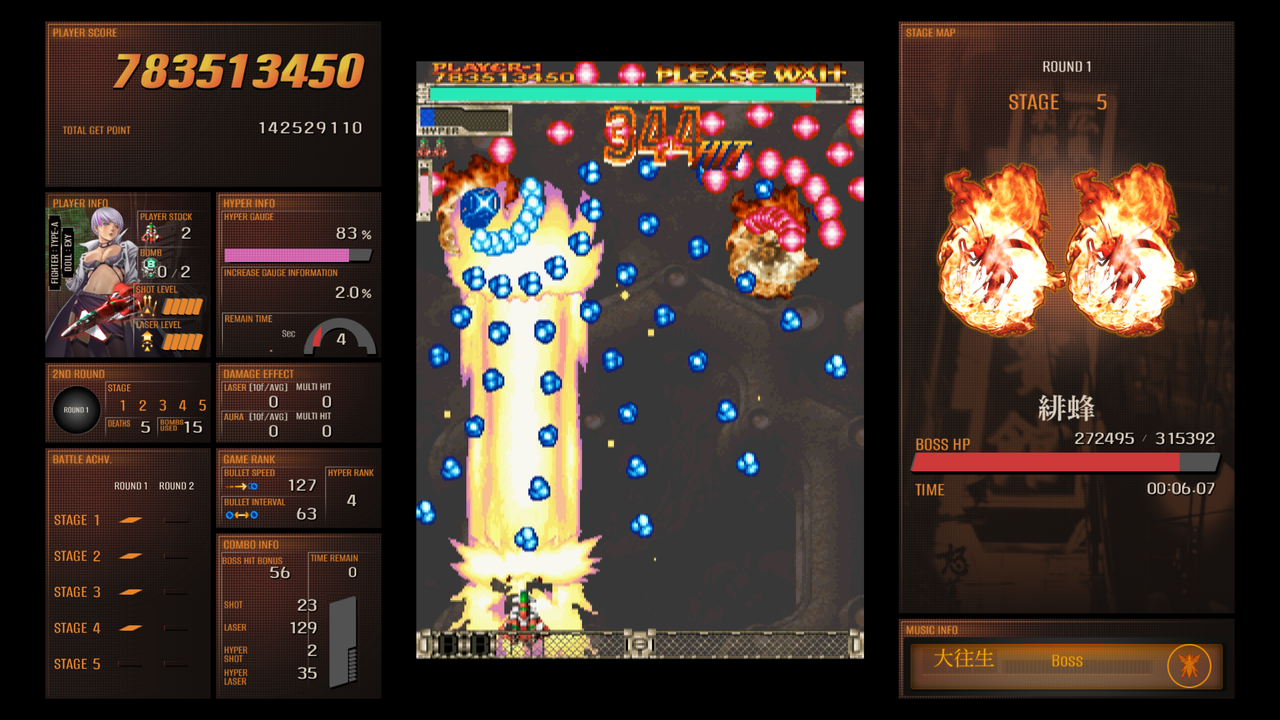 PLAYER SCORE
783513450
TOTAL GET POINT 142529110
PLAYER INFO
FIGHTER : TYPE-A
DOLL : EXY
PLAYER STOCK
2
BOMB
B 0/2
SHOT LEVEL
LASER LEVEL
HYPER INFO
HYPER GAUGE
83 %
INCREASE GAUGE INFORMATION
2.0 %
REMAIN TIME
Sec 4
2ND ROUND
ROUND 1
STAGE
1 2 3 4 5
DEATHS 5
BOMBS USED 15
DAMAGE EFFECT
LASER [10f/AVG] MULTI HIT
0 0
AURA [10f/AVG] MULTI HIT
0 0
BATTLE ACHV.
ROUND 1 ROUND 2
STAGE 1
STAGE 2
STAGE 3
STAGE 4
STAGE 5
GAME RANK
BULLET SPEED
127
BULLET INTERVAL
63
HYPER RANK
4
COMBO INFO
BOSS HIT BONUS
56
TIME REMAIN
0
SHOT 23
LASER 129
HYPER SHOT 2
HYPER LASER 35
PLAYER-1
783513450
PLEASE WAIT
HYPER
344 HIT
STAGE MAP
ROUND 1
STAGE 5
緋蜂
BOSS HP 272495 / 315392
TIME 00:06.07
MUSIC INFO
大往生 Boss